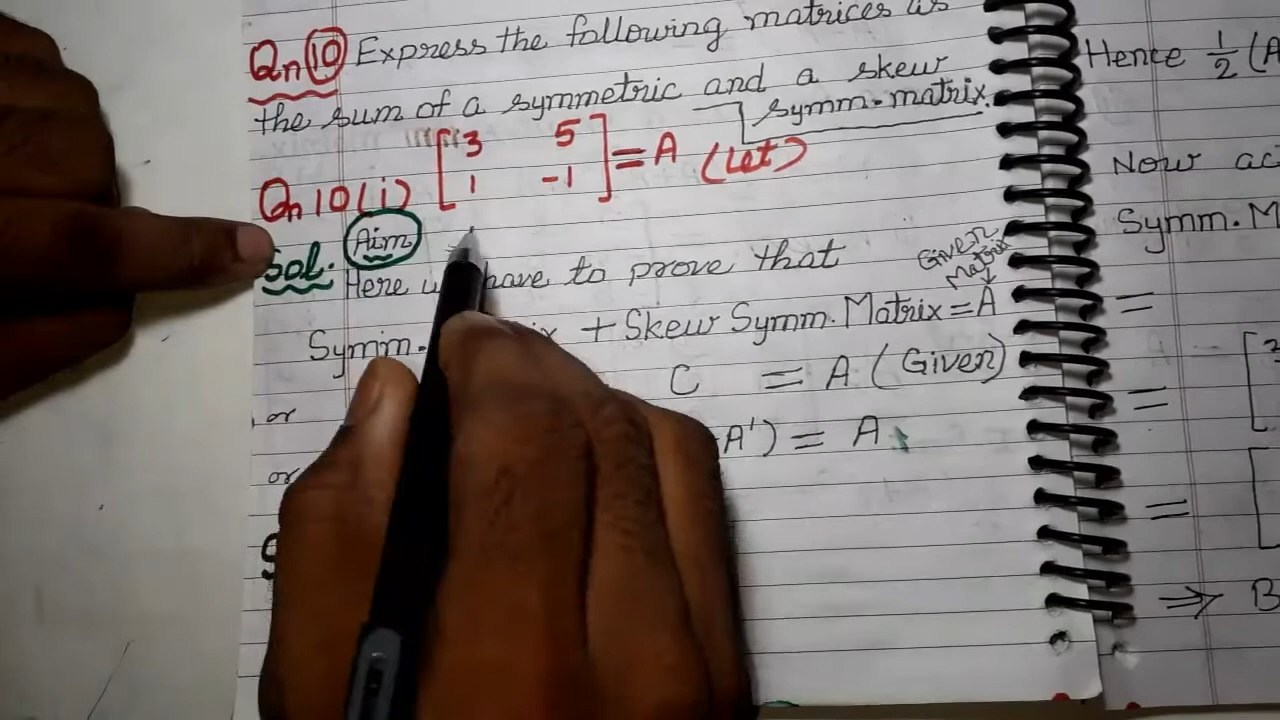 Qn 10 Express the following matrices as
the sum of a symmetric and a skew
symm. matrix.
Qn 10 (i) [3 5
1 -1] = A (Let)
Sol. Aim
Here have to prove that
Given
Matrix
Symm. + Skew Symm. Matrix = A
or C = A (Given)
or A') = A
Hence 1/2 (A
Now
Symm. M
=
= [
= [
⇒ B